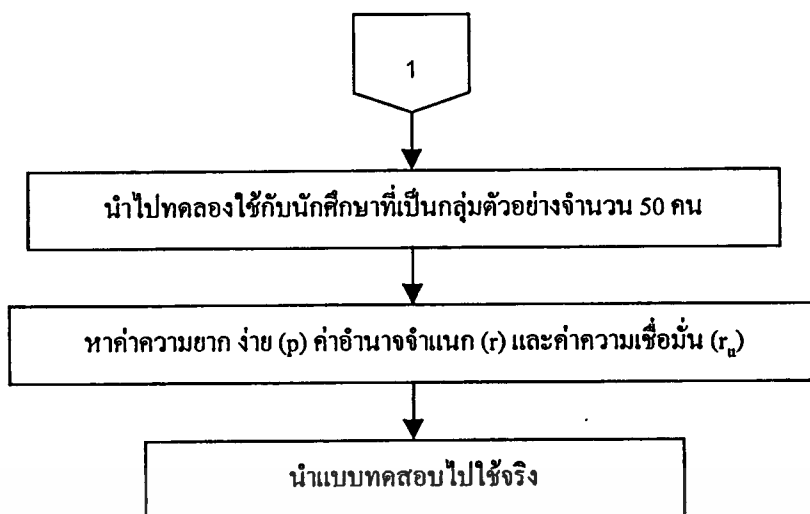 1
นำไปทดลองใช้กับนักศึกษาที่เป็นกลุ่มตัวอย่างจำนวน 50 คน
หาค่าความยาก ง่าย (p) ค่าอำนาจจำแนก (r) และค่าความเชื่อมั่น (r_u)
นำแบบทดสอบไปใช้จริง